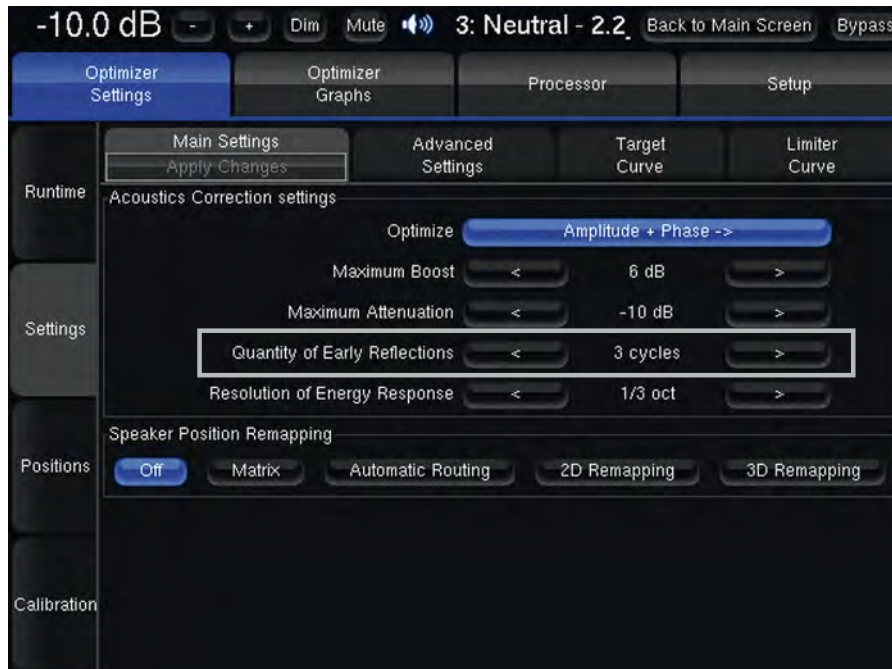 -10.0 dB - + Dim Mute 3: Neutral - 2.2 Back to Main Screen Bypass
Optimizer Settings
Optimizer Graphs
Processor
Setup
Main Settings
Apply Changes
Advanced Settings
Target Curve
Limiter Curve
Runtime
Settings
Positions
Calibration
Acoustics Correction settings
Optimize Amplitude + Phase ->
Maximum Boost < 6 dB >
Maximum Attenuation < -10 dB >
Quantity of Early Reflections < 3 cycles >
Resolution of Energy Response < 1/3 oct >
Speaker Position Remapping
Off Matrix Automatic Routing 2D Remapping 3D Remapping